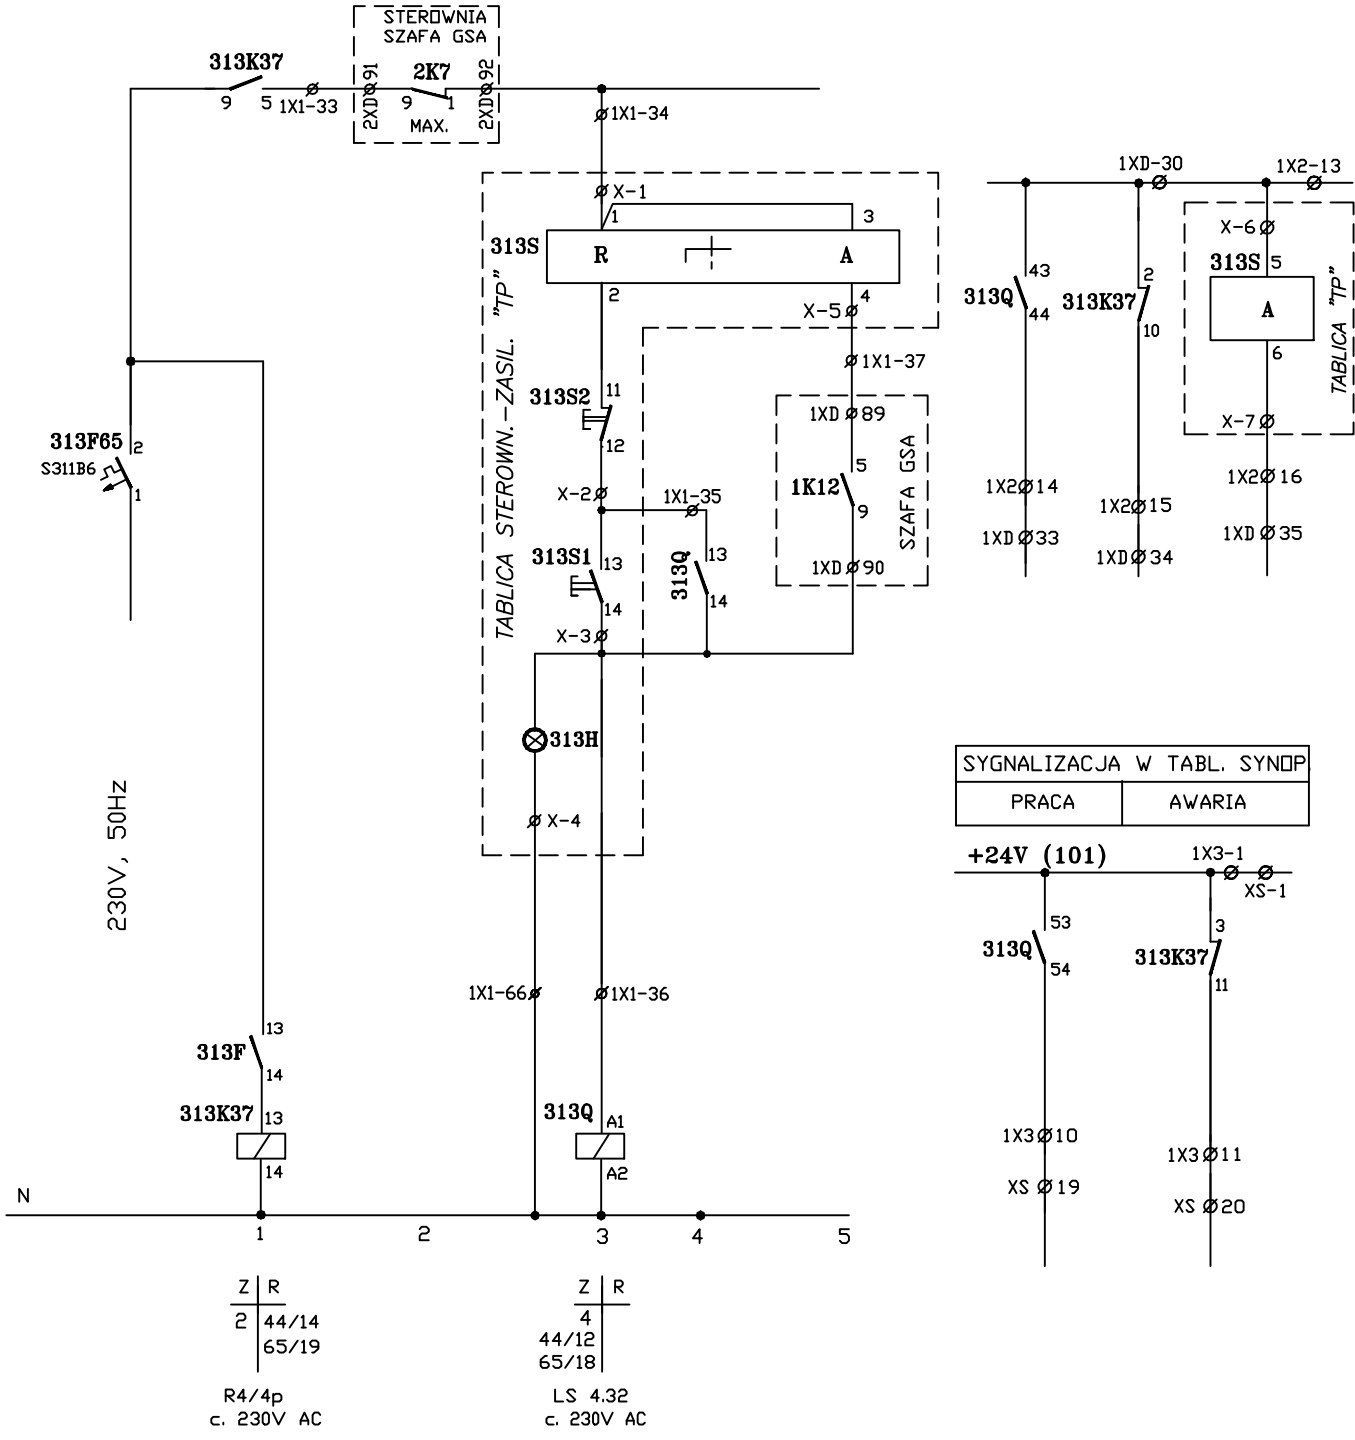 STEROWNIA
SZAFA GSA
313K37
9
5
1X1-33
2XD
91
2K7
9
1
MAX.
2XD
92
1X1-34
X-1
1
3
313S
R
A
2
4
X-5
1X1-37
TABLICA STEROWN.-ZASIL. "TP"
313S2
11
12
X-2
1X1-35
313S1
13
14
X-3
313Q
13
14
1XD
89
1K12
5
9
SZAFA GSA
1XD
90
313H
X-4
1X1-66
1X1-36
313F65
S311B6
2
1
230V, 50Hz
313F
13
14
313K37
13
14
313Q
A1
A2
N
1
2
3
4
5
Z R
2 44/14
65/19
R4/4p
c. 230V AC
Z R
4
44/12
65/18
LS 4.32
c. 230V AC
1XD-30
1X2-13
313Q
43
44
1X2 14
1XD 33
313K37
2
10
1X2 15
1XD 34
X-6
313S
5
A
6
X-7
TABLICA "TP"
1X2 16
1XD 35
SYGNALIZACJA W TABL. SYNOP
PRACA
AWARIA
+24V (101)
1X3-1
XS-1
313Q
53
54
1X3 10
XS 19
313K37
3
11
1X3 11
XS 20